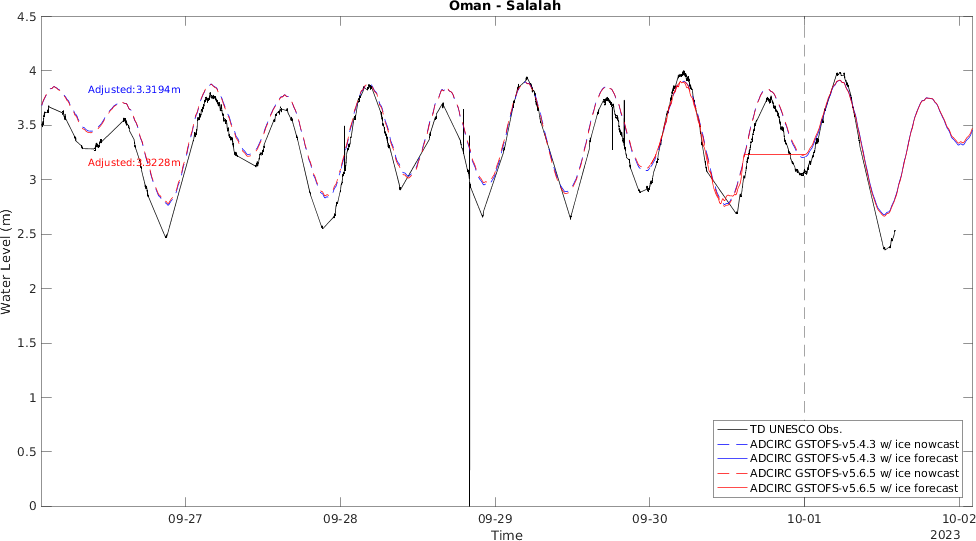 Oman - Salalah
4.5
4
3.5
3
2.5
2
1.5
1
0.5
0
Water Level (m)
Adjusted:3.3194m
Adjusted:3.3228m
TD UNESCO Obs.
ADCIRC GSTOFS-v5.4.3 w/ ice nowcast
ADCIRC GSTOFS-v5.4.3 w/ ice forecast
ADCIRC GSTOFS-v5.6.5 w/ ice nowcast
ADCIRC GSTOFS-v5.6.5 w/ ice forecast
09-27 09-28 09-29 09-30 10-01 10-02
Time
2023